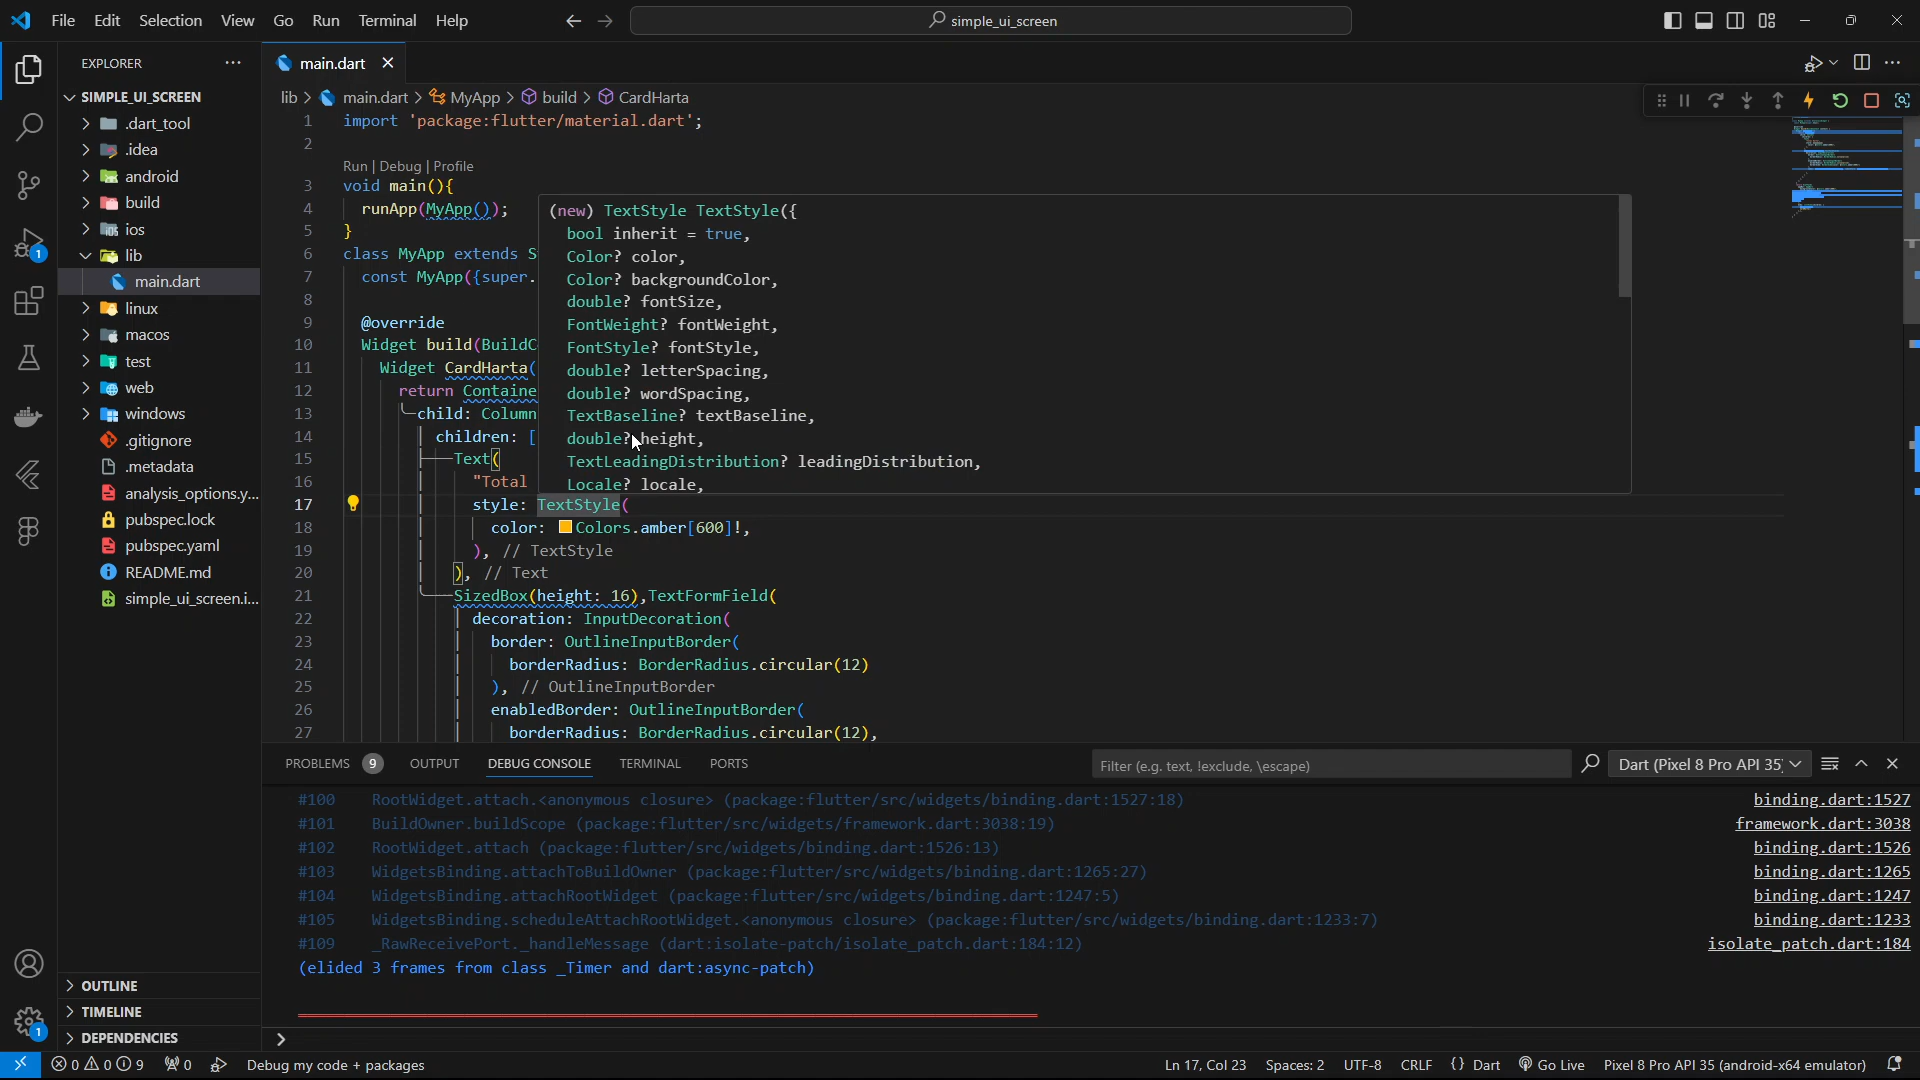 File Edit Selection View Go Run Terminal Help
simple_ui_screen
EXPLORER
SIMPLE_UI_SCREEN
.dart_tool
.idea
android
build
ios
lib
main.dart
linux
macos
test
web
windows
.gitignore
.metadata
analysis_options.y...
pubspec.lock
pubspec.yaml
README.md
simple_ui_screen.i...
OUTLINE
TIMELINE
DEPENDENCIES
main.dart
lib > main.dart > MyApp > build > CardHarta
1 import 'package:flutter/material.dart';
2
Run | Debug | Profile
3 void main(){
4 runApp(MyApp());
5 }
6 class MyApp extends S
7 const MyApp({super.
8
9 @override
10 Widget build(BuildC
11 Widget CardHarta(
12 return Containe
13 child: Column
14 children: [
15 Text(
16 "Total
17 style: TextStyle(
18 color: Colors.amber[600]!,
19 ), // TextStyle
20 ), // Text
21 SizedBox(height: 16),TextFormField(
22 decoration: InputDecoration(
23 border: OutlineInputBorder(
24 borderRadius: BorderRadius.circular(12)
25 ), // OutlineInputBorder
26 enabledBorder: OutlineInputBorder(
27 borderRadius: BorderRadius.circular(12),
(new) TextStyle TextStyle({
bool inherit = true,
Color? color,
Color? backgroundColor,
double? fontSize,
FontWeight? fontWeight,
FontStyle? fontStyle,
double? letterSpacing,
double? wordSpacing,
TextBaseline? textBaseline,
double? height,
TextLeadingDistribution? leadingDistribution,
Locale? locale,
PROBLEMS 9 OUTPUT DEBUG CONSOLE TERMINAL PORTS
Filter (e.g. text, !exclude, \escape)
Dart (Pixel 8 Pro API 35)
#100 RootWidget.attach.<anonymous closure> (package:flutter/src/widgets/binding.dart:1527:18) binding.dart:1527
#101 BuildOwner.buildScope (package:flutter/src/widgets/framework.dart:3038:19) framework.dart:3038
#102 RootWidget.attach (package:flutter/src/widgets/binding.dart:1526:13) binding.dart:1526
#103 WidgetsBinding.attachToBuildOwner (package:flutter/src/widgets/binding.dart:1265:27) binding.dart:1265
#104 WidgetsBinding.attachRootWidget (package:flutter/src/widgets/binding.dart:1247:5) binding.dart:1247
#105 WidgetsBinding.scheduleAttachRootWidget.<anonymous closure> (package:flutter/src/widgets/binding.dart:1233:7) binding.dart:1233
#109 _RawReceivePort._handleMessage (dart:isolate-patch/isolate_patch.dart:184:12) isolate_patch.dart:184
(elided 3 frames from class _Timer and dart:async-patch)
0 0 9 0 Debug my code + packages
Ln 17, Col 23 Spaces: 2 UTF-8 CRLF {} Dart Go Live Pixel 8 Pro API 35 (android-x64 emulator)
1
1